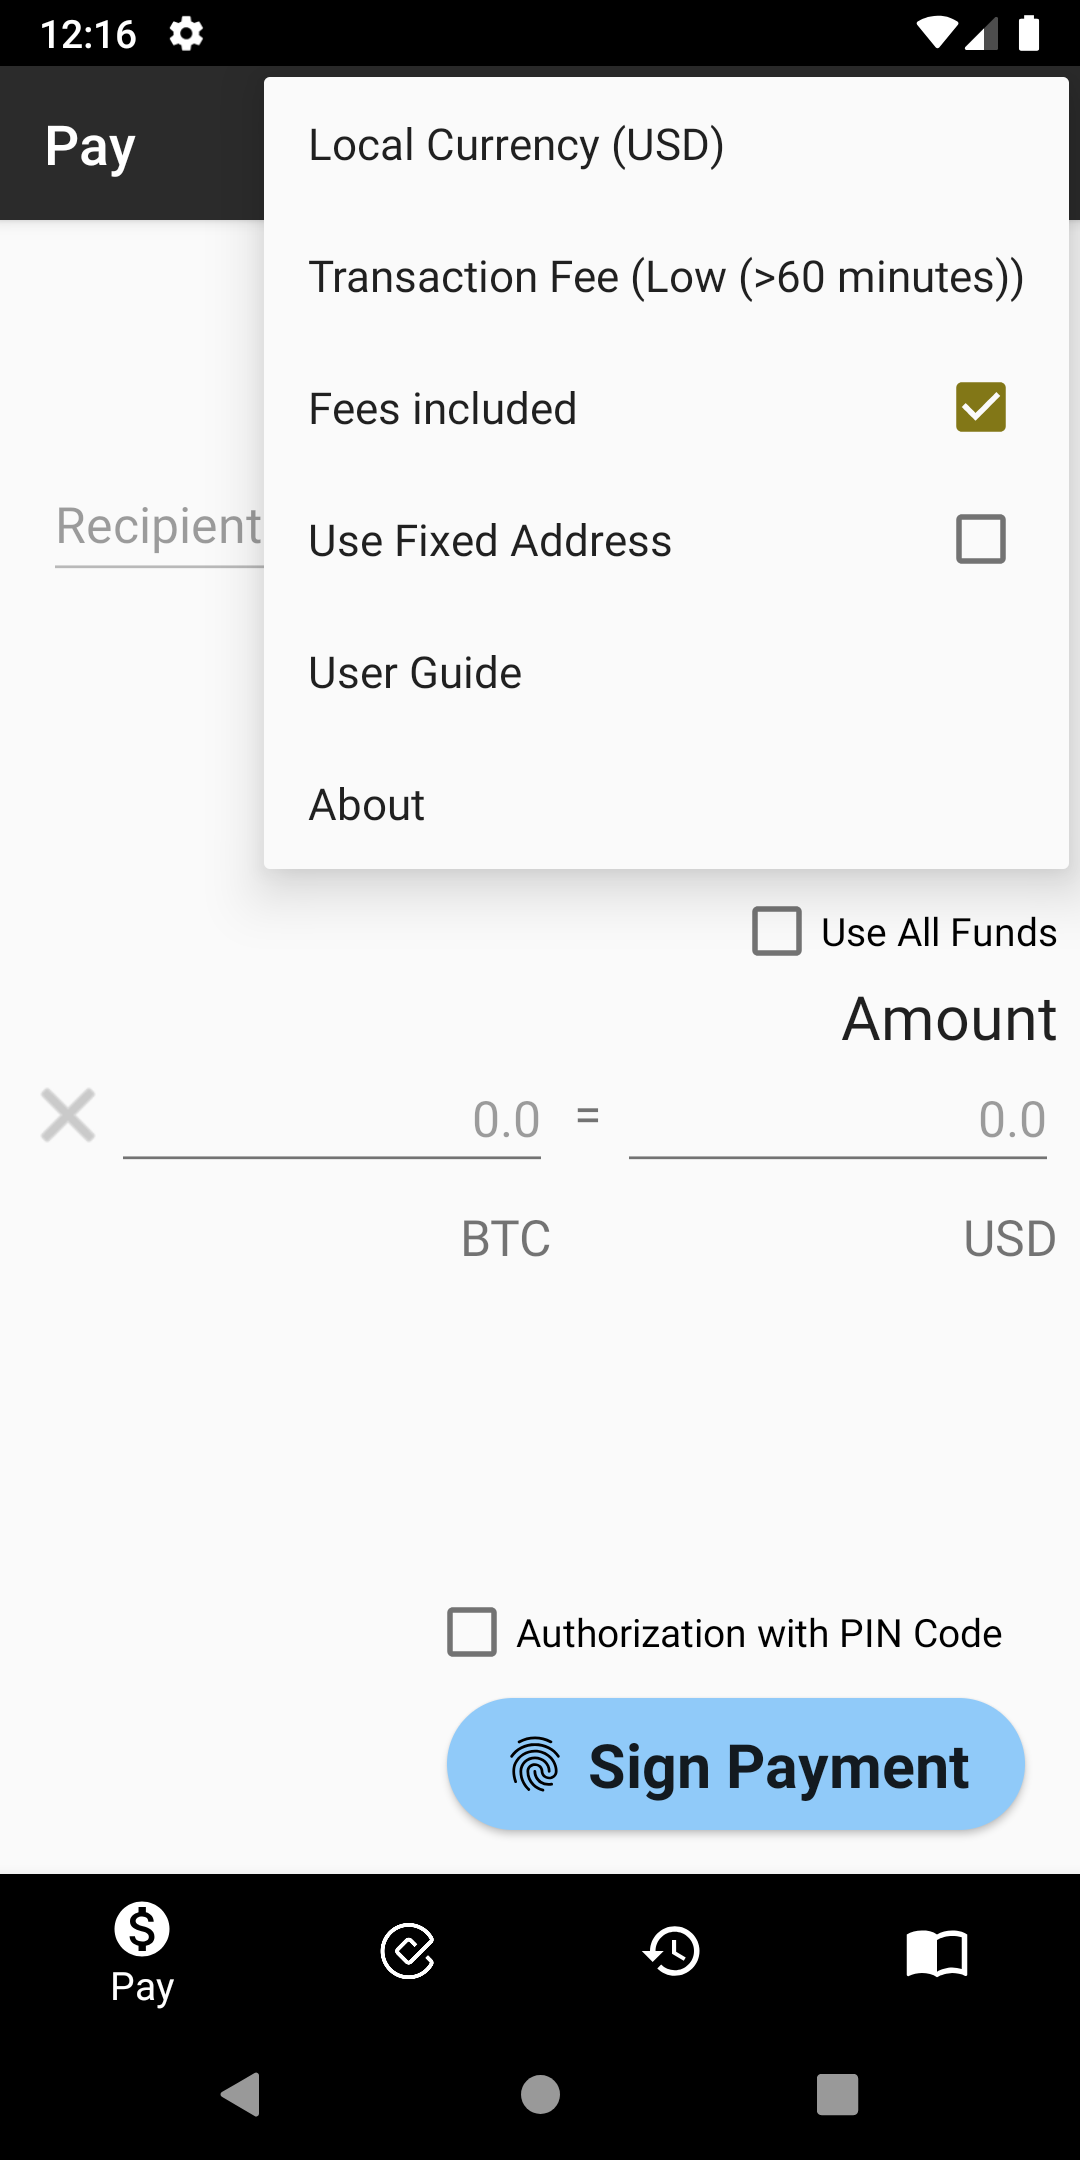 12:16
Pay
Local Currency (USD)
Transaction Fee (Low (>60 minutes))
Fees included
Recipient
Use Fixed Address
User Guide
About
Use All Funds
Amount
0.0 = 0.0
BTC USD
Authorization with PIN Code
Sign Payment
Pay